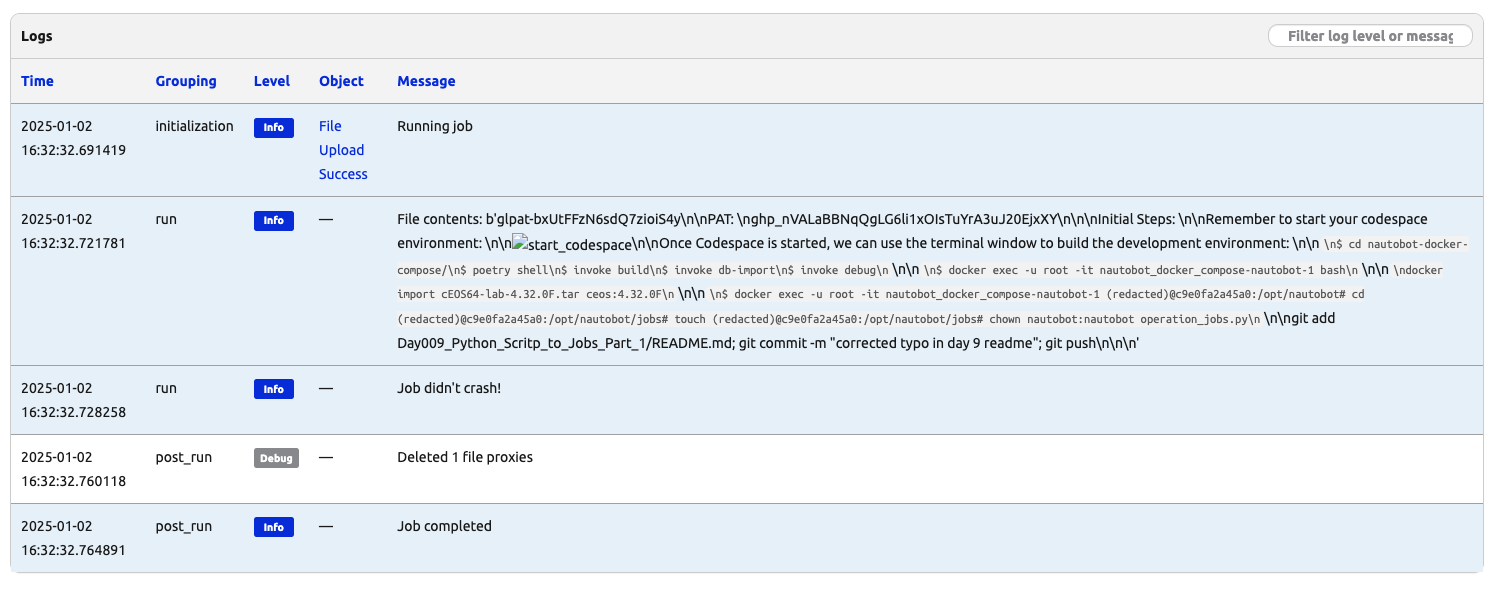 Logs
Filter log level or messag
Time Grouping Level Object Message
2025-01-02 initialization Info File Running job
16:32:32.691419 Upload
Success
2025-01-02 run Info — File contents: b'[credential omitted]\n\nPAT: \n[credential omitted]\n\n\nInitial Steps: \n\nRemember to start your codespace
16:32:32.721781 environment: \n\nstart_codespace\n\nOnce Codespace is started, we can use the terminal window to build the development environment: \n\n \n$ cd nautobot-docker-
compose/\n$ poetry shell\n$ invoke build\n$ invoke db-import\n$ invoke debug\n \n\n \n$ docker exec -u root -it nautobot_docker_compose-nautobot-1 bash\n \n\n \ndocker
import cEOS64-lab-4.32.0F.tar ceos:4.32.0F\n \n\n \n$ docker exec -u root -it nautobot_docker_compose-nautobot-1 (redacted)@c9e0fa2a45a0:/opt/nautobot# cd
(redacted)@c9e0fa2a45a0:/opt/nautobot/jobs# touch (redacted)@c9e0fa2a45a0:/opt/nautobot/jobs# chown nautobot:nautobot operation_jobs.py\n \n\ngit add
Day009_Python_Scritp_to_Jobs_Part_1/README.md; git commit -m "corrected typo in day 9 readme"; git push\n\n\n'
2025-01-02 run Info — Job didn't crash!
16:32:32.728258
2025-01-02 post_run Debug — Deleted 1 file proxies
16:32:32.760118
2025-01-02 post_run Info — Job completed
16:32:32.764891